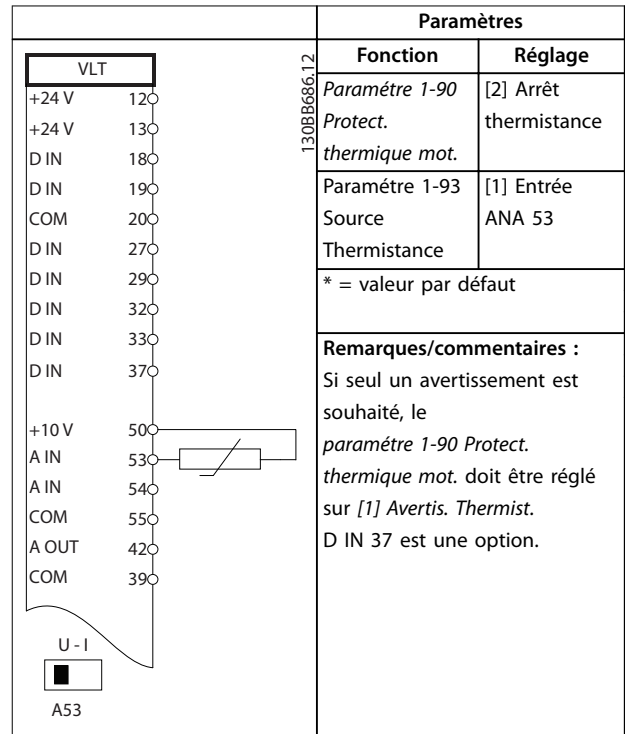 VLT
+24 V 12
+24 V 13
D IN 18
D IN 19
COM 20
D IN 27
D IN 29
D IN 32
D IN 33
D IN 37
+10 V 50
A IN 53
A IN 54
COM 55
A OUT 42
COM 39
U - I
A53
130BB686.12
Paramètres
Fonction Réglage
Paramétre 1-90 [2] Arrêt
Protect. thermistance
thermique mot.
Paramétre 1-93 [1] Entrée
Source ANA 53
Thermistance
* = valeur par défaut
Remarques/commentaires :
Si seul un avertissement est
souhaité, le
paramétre 1-90 Protect.
thermique mot. doit être réglé
sur [1] Avertis. Thermist.
D IN 37 est une option.